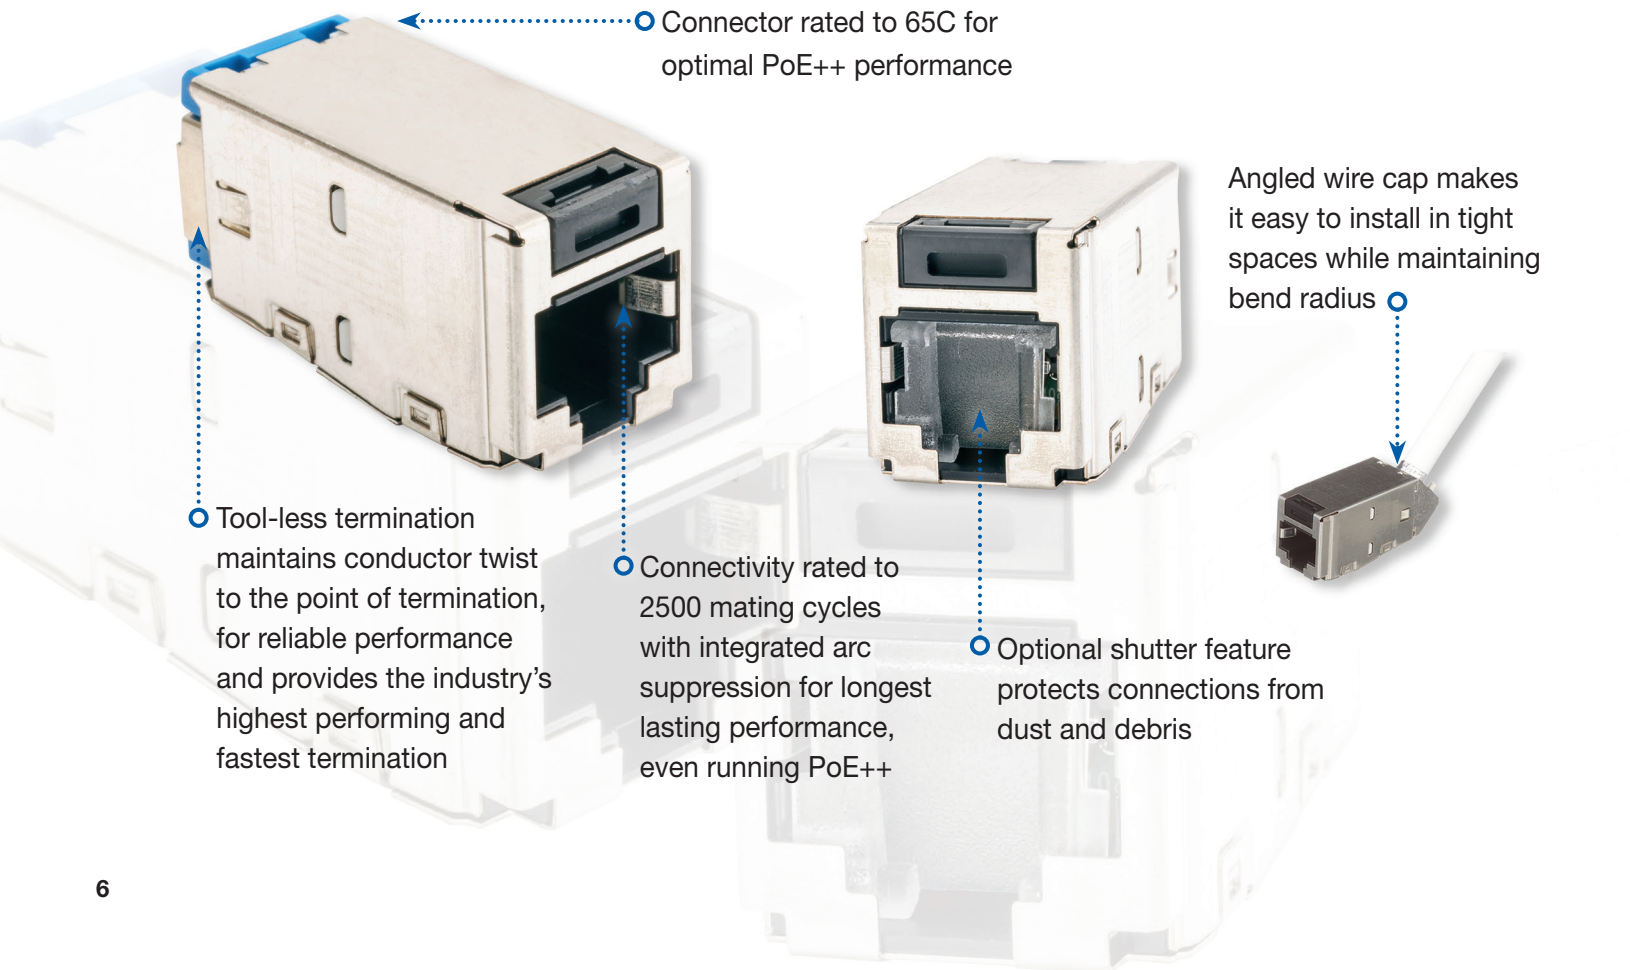 Connector rated to 65C for
optimal PoE++ performance
Angled wire cap makes
it easy to install in tight
spaces while maintaining
bend radius
Tool-less termination
maintains conductor twist
to the point of termination,
for reliable performance
and provides the industry's
highest performing and
fastest termination
Connectivity rated to
2500 mating cycles
with integrated arc
suppression for longest
lasting performance,
even running PoE++
Optional shutter feature
protects connections from
dust and debris
6